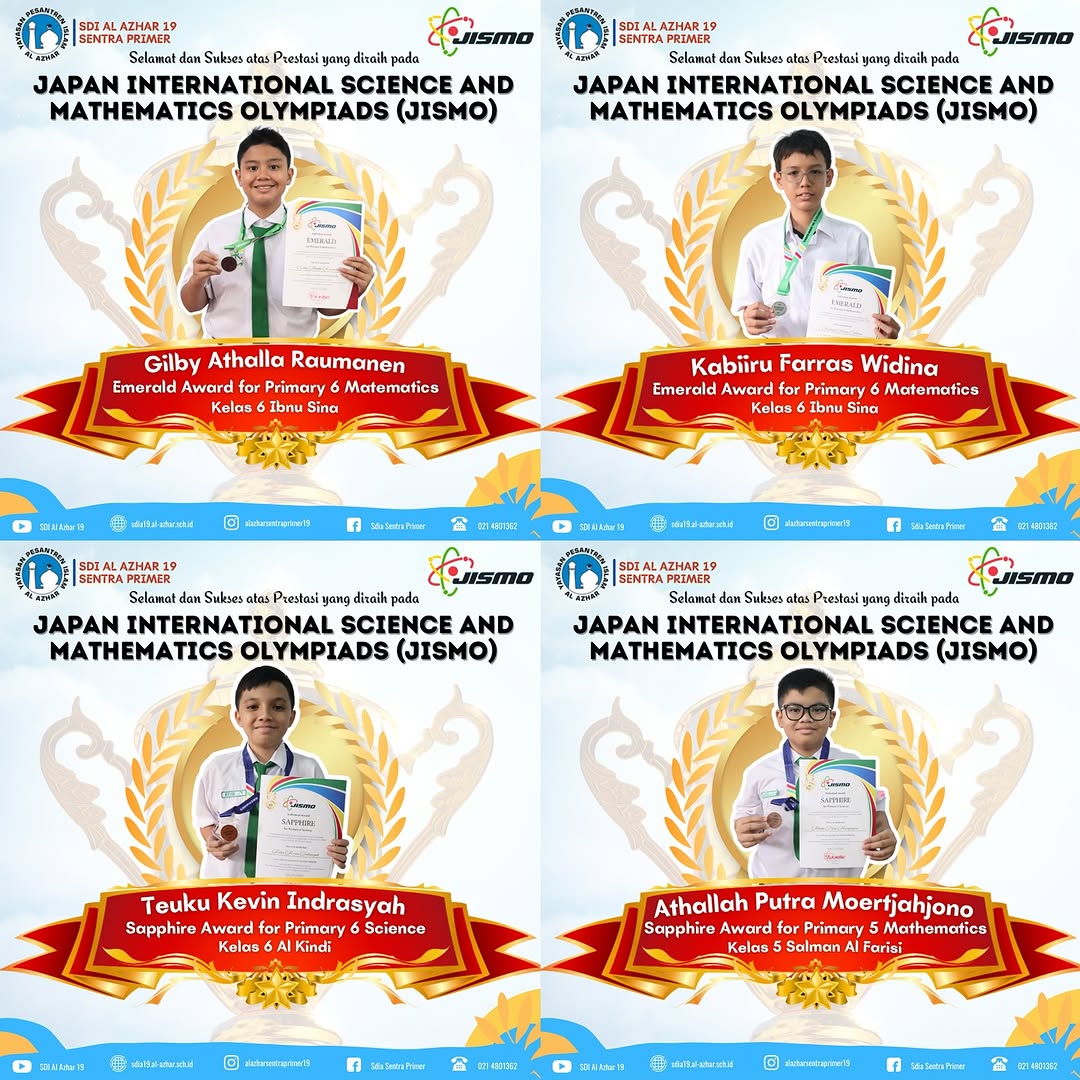 YAYASAN PESANTREN ISLAM
AL AZHAR
SDI AL AZHAR 19
SENTRA PRIMER
JISMO
Selamat dan Sukses atas Prestasi yang diraih pada
JAPAN INTERNATIONAL SCIENCE AND
MATHEMATICS OLYMPIADS (JISMO)
JISMO
EMERALD
Gilby Athalla Raumanen
Emerald Award for Primary 6 Matematics
Kelas 6 Ibnu Sina
SDI Al Azhar 19
sdia19.al-azhar.sch.id
alazharsentraprimer19
Sdia Sentra Primer
021 4801362
YAYASAN PESANTREN ISLAM
AL AZHAR
SDI AL AZHAR 19
SENTRA PRIMER
JISMO
Selamat dan Sukses atas Prestasi yang diraih pada
JAPAN INTERNATIONAL SCIENCE AND
MATHEMATICS OLYMPIADS (JISMO)
JISMO
EMERALD
Kabiiru Farras Widina
Emerald Award for Primary 6 Matematics
Kelas 6 Ibnu Sina
SDI Al Azhar 19
sdia19.al-azhar.sch.id
alazharsentraprimer19
Sdia Sentra Primer
021 4801362
YAYASAN PESANTREN ISLAM
AL AZHAR
SDI AL AZHAR 19
SENTRA PRIMER
JISMO
Selamat dan Sukses atas Prestasi yang diraih pada
JAPAN INTERNATIONAL SCIENCE AND
MATHEMATICS OLYMPIADS (JISMO)
JISMO
SAPPHIRE
Teuku Kevin Indrasyah
Sapphire Award for Primary 6 Science
Kelas 6 Al Kindi
SDI Al Azhar 19
sdia19.al-azhar.sch.id
alazharsentraprimer19
Sdia Sentra Primer
021 4801362
YAYASAN PESANTREN ISLAM
AL AZHAR
SDI AL AZHAR 19
SENTRA PRIMER
JISMO
Selamat dan Sukses atas Prestasi yang diraih pada
JAPAN INTERNATIONAL SCIENCE AND
MATHEMATICS OLYMPIADS (JISMO)
JISMO
SAPPHIRE
Athallah Putra Moertjahjono
Sapphire Award for Primary 5 Mathematics
Kelas 5 Salman Al Farisi
SDI Al Azhar 19
sdia19.al-azhar.sch.id
alazharsentraprimer19
Sdia Sentra Primer
021 4801362